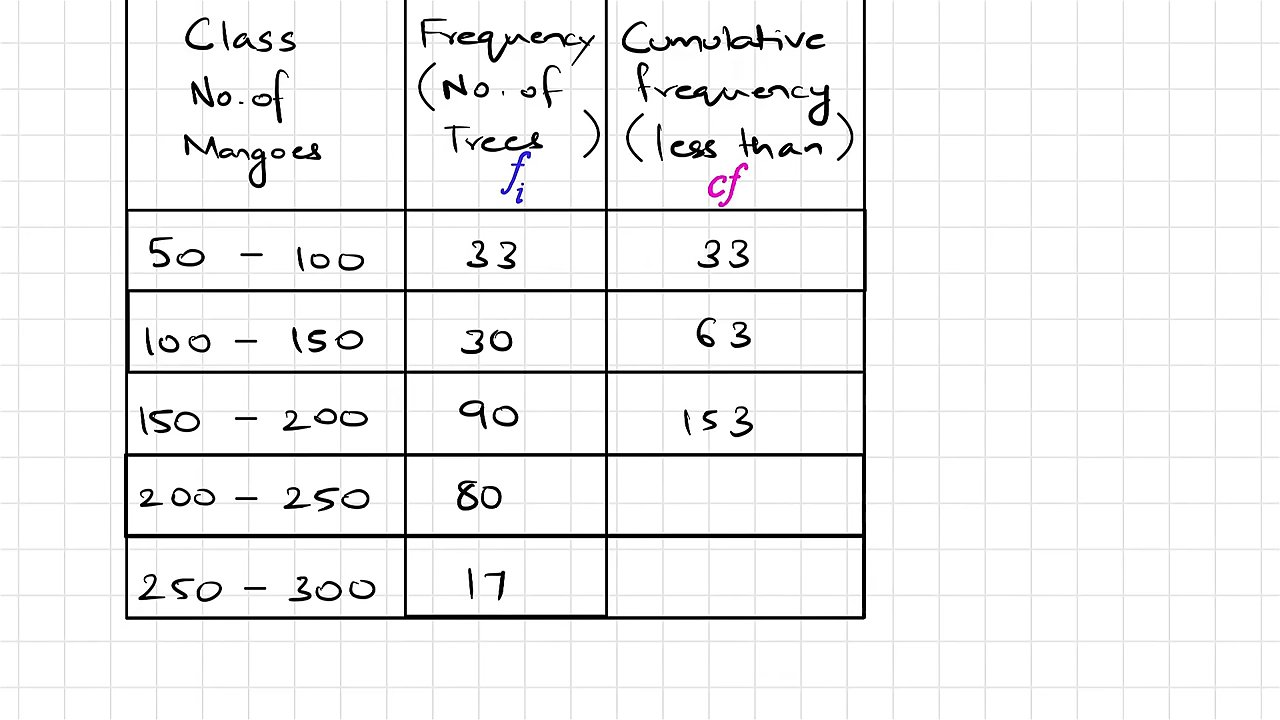 Class No. of Mangoes | Frequency (No. of Trees) fi | Cumulative frequency (less than) cf
50 - 100 | 33 | 33
100 - 150 | 30 | 63
150 - 200 | 90 | 153
200 - 250 | 80
250 - 300 | 17